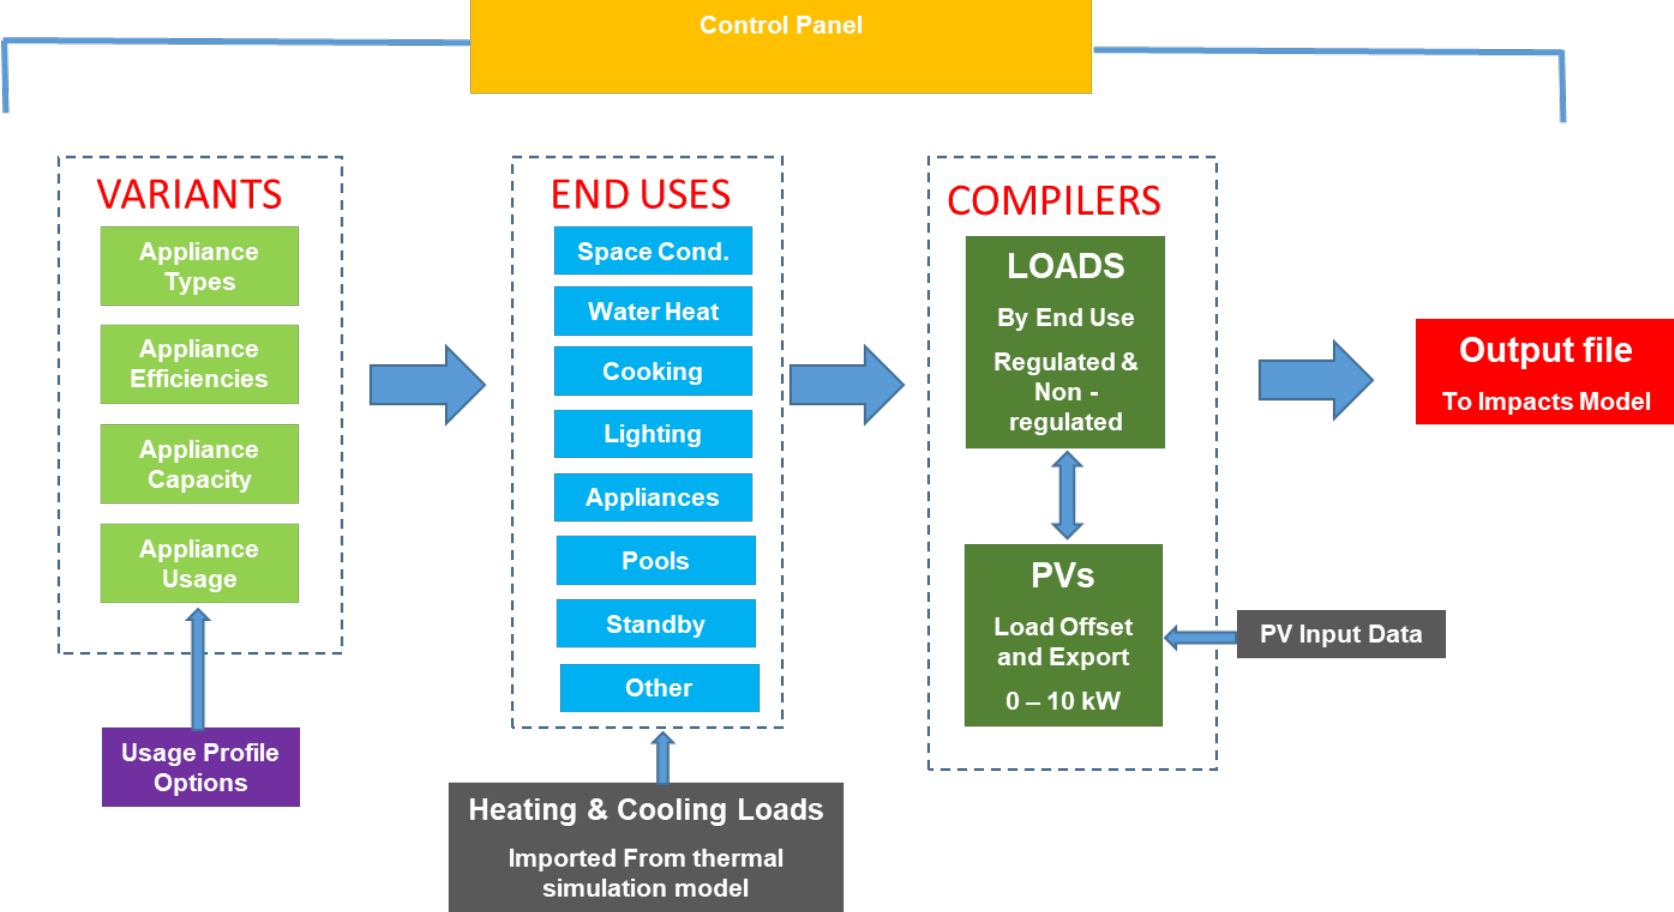 Control Panel
VARIANTS
Appliance
Types
Appliance
Efficiencies
Appliance
Capacity
Appliance
Usage
Usage Profile
Options
END USES
Space Cond.
Water Heat
Cooking
Lighting
Appliances
Pools
Standby
Other
Heating & Cooling Loads
Imported From thermal
simulation model
COMPILERS
LOADS
By End Use
Regulated &
Non -
regulated
PVs
Load Offset
and Export
0 – 10 kW
PV Input Data
Output file
To Impacts Model